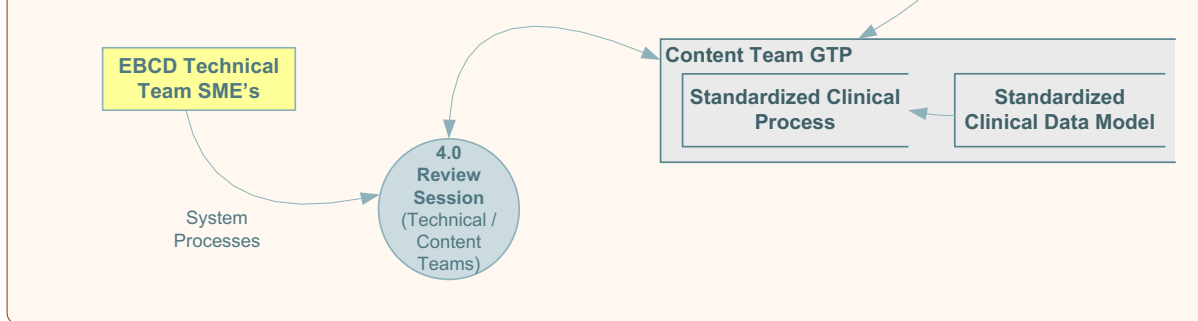 EBCD Technical
Team SME's
System
Processes
4.0
Review
Session
(Technical /
Content
Teams)
Content Team GTP
Standardized Clinical
Process
Standardized
Clinical Data Model